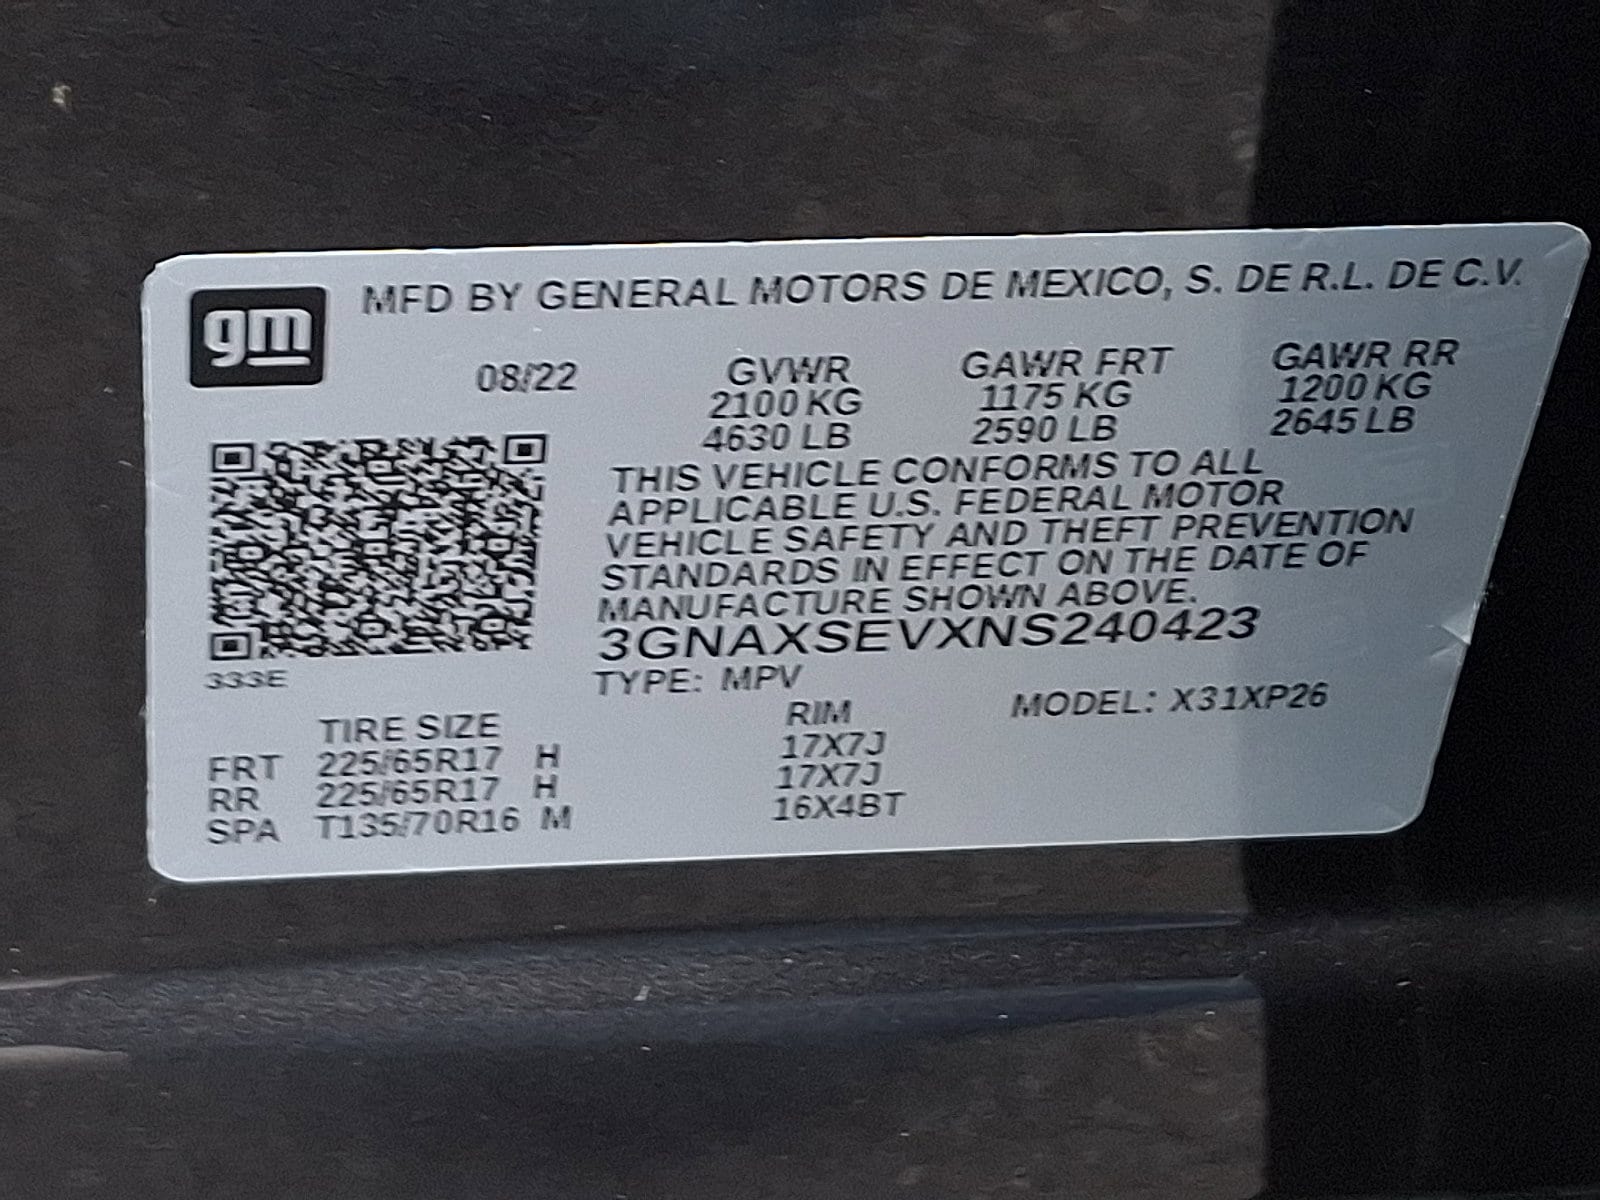 gm
MFD BY GENERAL MOTORS DE MEXICO, S. DE R.L. DE C.V.
08/22 GVWR GAWR FRT GAWR RR
2100 KG 1175 KG 1200 KG
4630 LB 2590 LB 2645 LB
THIS VEHICLE CONFORMS TO ALL
APPLICABLE U.S. FEDERAL MOTOR
VEHICLE SAFETY AND THEFT PREVENTION
STANDARDS IN EFFECT ON THE DATE OF
MANUFACTURE SHOWN ABOVE.
3GNAXSEVXNS240423
333E
TYPE: MPV MODEL: X31XP26
TIRE SIZE RIM
FRT 225/65R17 H 17X7J
RR 225/65R17 H 17X7J
SPA T135/70R16 M 16X4BT